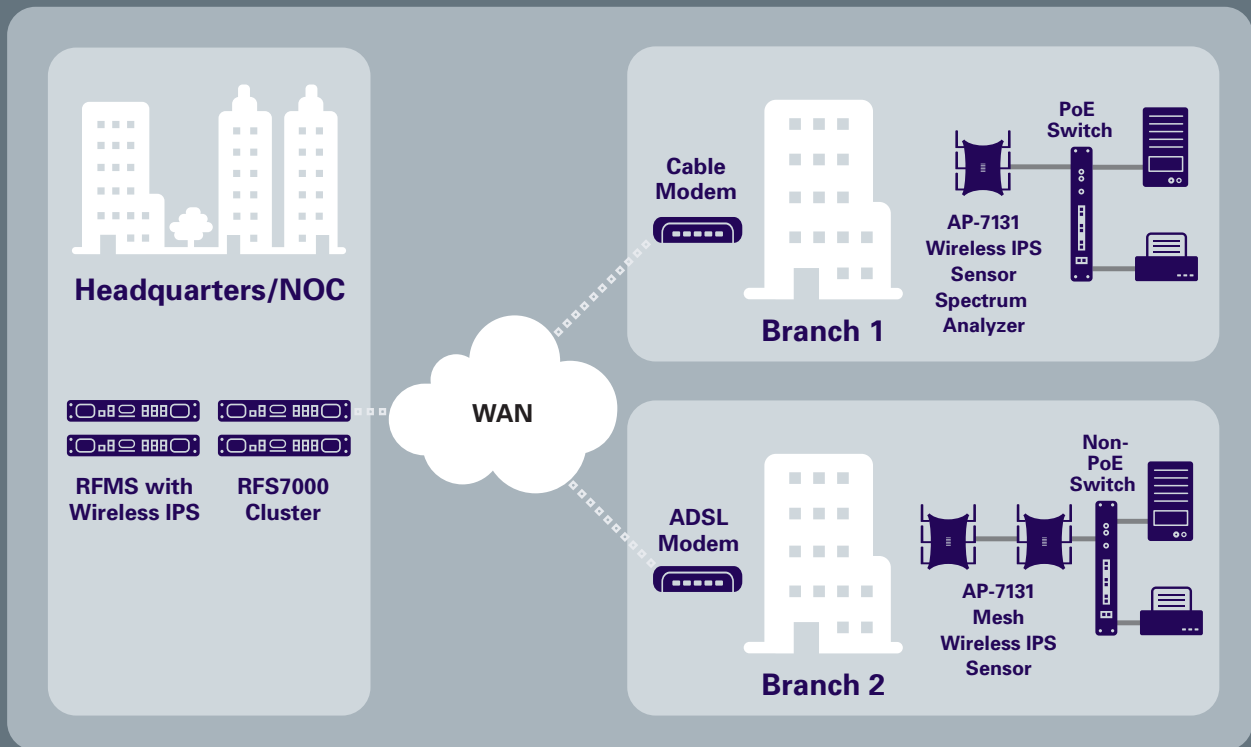 Headquarters/NOC
RFMS with
Wireless IPS
RFS7000
Cluster
WAN
Cable
Modem
Branch 1
AP-7131
Wireless IPS
Sensor
Spectrum
Analyzer
PoE
Switch
ADSL
Modem
Branch 2
AP-7131
Mesh
Wireless IPS
Sensor
Non-
PoE
Switch